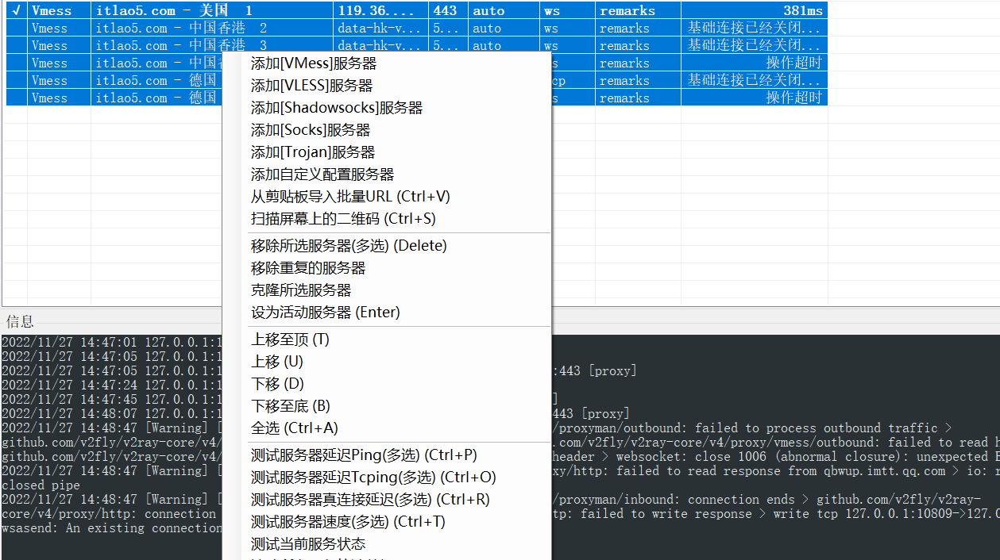 √ Vmess itlao5.com - 美国 1 119.36.... 443 auto ws remarks 381ms
Vmess itlao5.com - 中国香港 2 data-hk-v... 5... auto ws remarks 基础连接已经关闭...
Vmess itlao5.com - 中国香港 3 data-hk-v... 5... auto ws remarks 基础连接已经关闭...
Vmess itlao5.com - 中国 remarks 操作超时
Vmess itlao5.com - 德国 cp remarks 基础连接已经关闭...
Vmess itlao5.com - 德国 remarks 操作超时
添加[VMess]服务器
添加[VLESS]服务器
添加[Shadowsocks]服务器
添加[Socks]服务器
添加[Trojan]服务器
添加自定义配置服务器
从剪贴板导入批量URL (Ctrl+V)
扫描屏幕上的二维码 (Ctrl+S)
移除所选服务器(多选) (Delete)
移除重复的服务器
克隆所选服务器
设为活动服务器 (Enter)
上移至顶 (T)
上移 (U)
下移 (D)
下移至底 (B)
全选 (Ctrl+A)
测试服务器延迟Ping(多选) (Ctrl+P)
测试服务器延迟Tcping(多选) (Ctrl+O)
测试服务器真连接延迟(多选) (Ctrl+R)
测试服务器速度(多选) (Ctrl+T)
测试当前服务状态
信息
2022/11/27 14:47:01 127.0.0.1:1
2022/11/27 14:47:05 127.0.0.1:1
2022/11/27 14:47:05 127.0.0.1:1 :443 [proxy]
2022/11/27 14:47:24 127.0.0.1:1
2022/11/27 14:47:45 127.0.0.1:1 ]
2022/11/27 14:48:07 127.0.0.1:1 443 [proxy]
2022/11/27 14:48:47 [Warning] [ /proxyman/outbound: failed to process outbound traffic >
github.com/v2fly/v2ray-core/v4/ .com/v2fly/v2ray-core/v4/proxy/vmess/outbound: failed to read h
github.com/v2fly/v2ray-core/v4/ header > websocket: close 1006 (abnormal closure): unexpected E
2022/11/27 14:48:47 [Warning] [ xy/http: failed to read response from qbwup.imtt.qq.com > io: r
closed pipe
2022/11/27 14:48:47 [Warning] [ /proxyman/inbound: connection ends > github.com/v2fly/v2ray-
core/v4/proxy/http: connection tp: failed to write response > write tcp 127.0.0.1:10809->127.0
wsasend: An existing connection